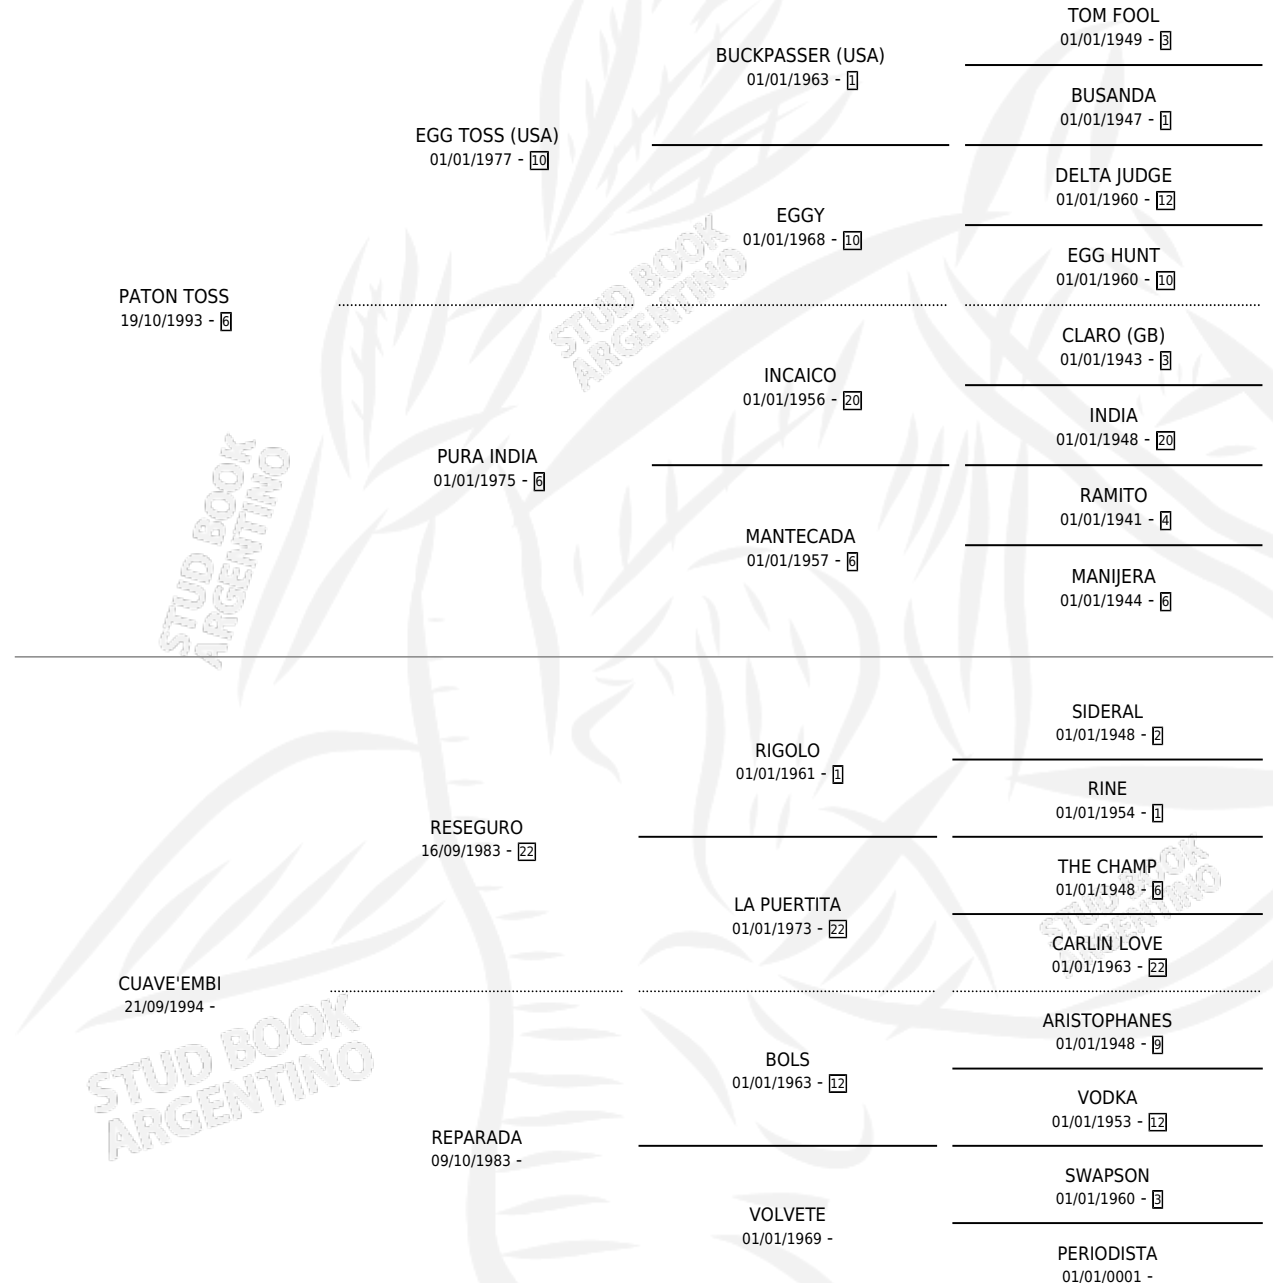 TOM FOOL
01/01/1949 - 3
BUCKPASSER (USA)
01/01/1963 - 1
BUSANDA
01/01/1947 - 1
EGG TOSS (USA)
01/01/1977 - 10
DELTA JUDGE
01/01/1960 - 12
EGGY
01/01/1968 - 10
EGG HUNT
01/01/1960 - 10
PATON TOSS
19/10/1993 - 6
STUD BOOK
ARGENTINO
CLARO (GB)
01/01/1943 - 3
INCAICO
01/01/1956 - 20
INDIA
01/01/1948 - 20
PURA INDIA
01/01/1975 - 6
RAMITO
01/01/1941 - 4
MANTECADA
01/01/1957 - 6
MANIJERA
01/01/1944 - 6
STUD BOOK
ARGENTINO
SIDERAL
01/01/1948 - 2
RIGOLO
01/01/1961 - 1
RINE
01/01/1954 - 1
RESEGURO
16/09/1983 - 22
THE CHAMP
01/01/1948 - 6
LA PUERTITA
01/01/1973 - 22
CARLIN LOVE
01/01/1963 - 22
STUD BOOK
ARGENTINO
CUAVE'EMBI
21/09/1994 -
ARISTOPHANES
01/01/1948 - 9
BOLS
01/01/1963 - 12
VODKA
01/01/1953 - 12
STUD BOOK
ARGENTINO
REPARADA
09/10/1983 -
SWAPSON
01/01/1960 - 3
VOLVETE
01/01/1969 -
PERIODISTA
01/01/0001 -